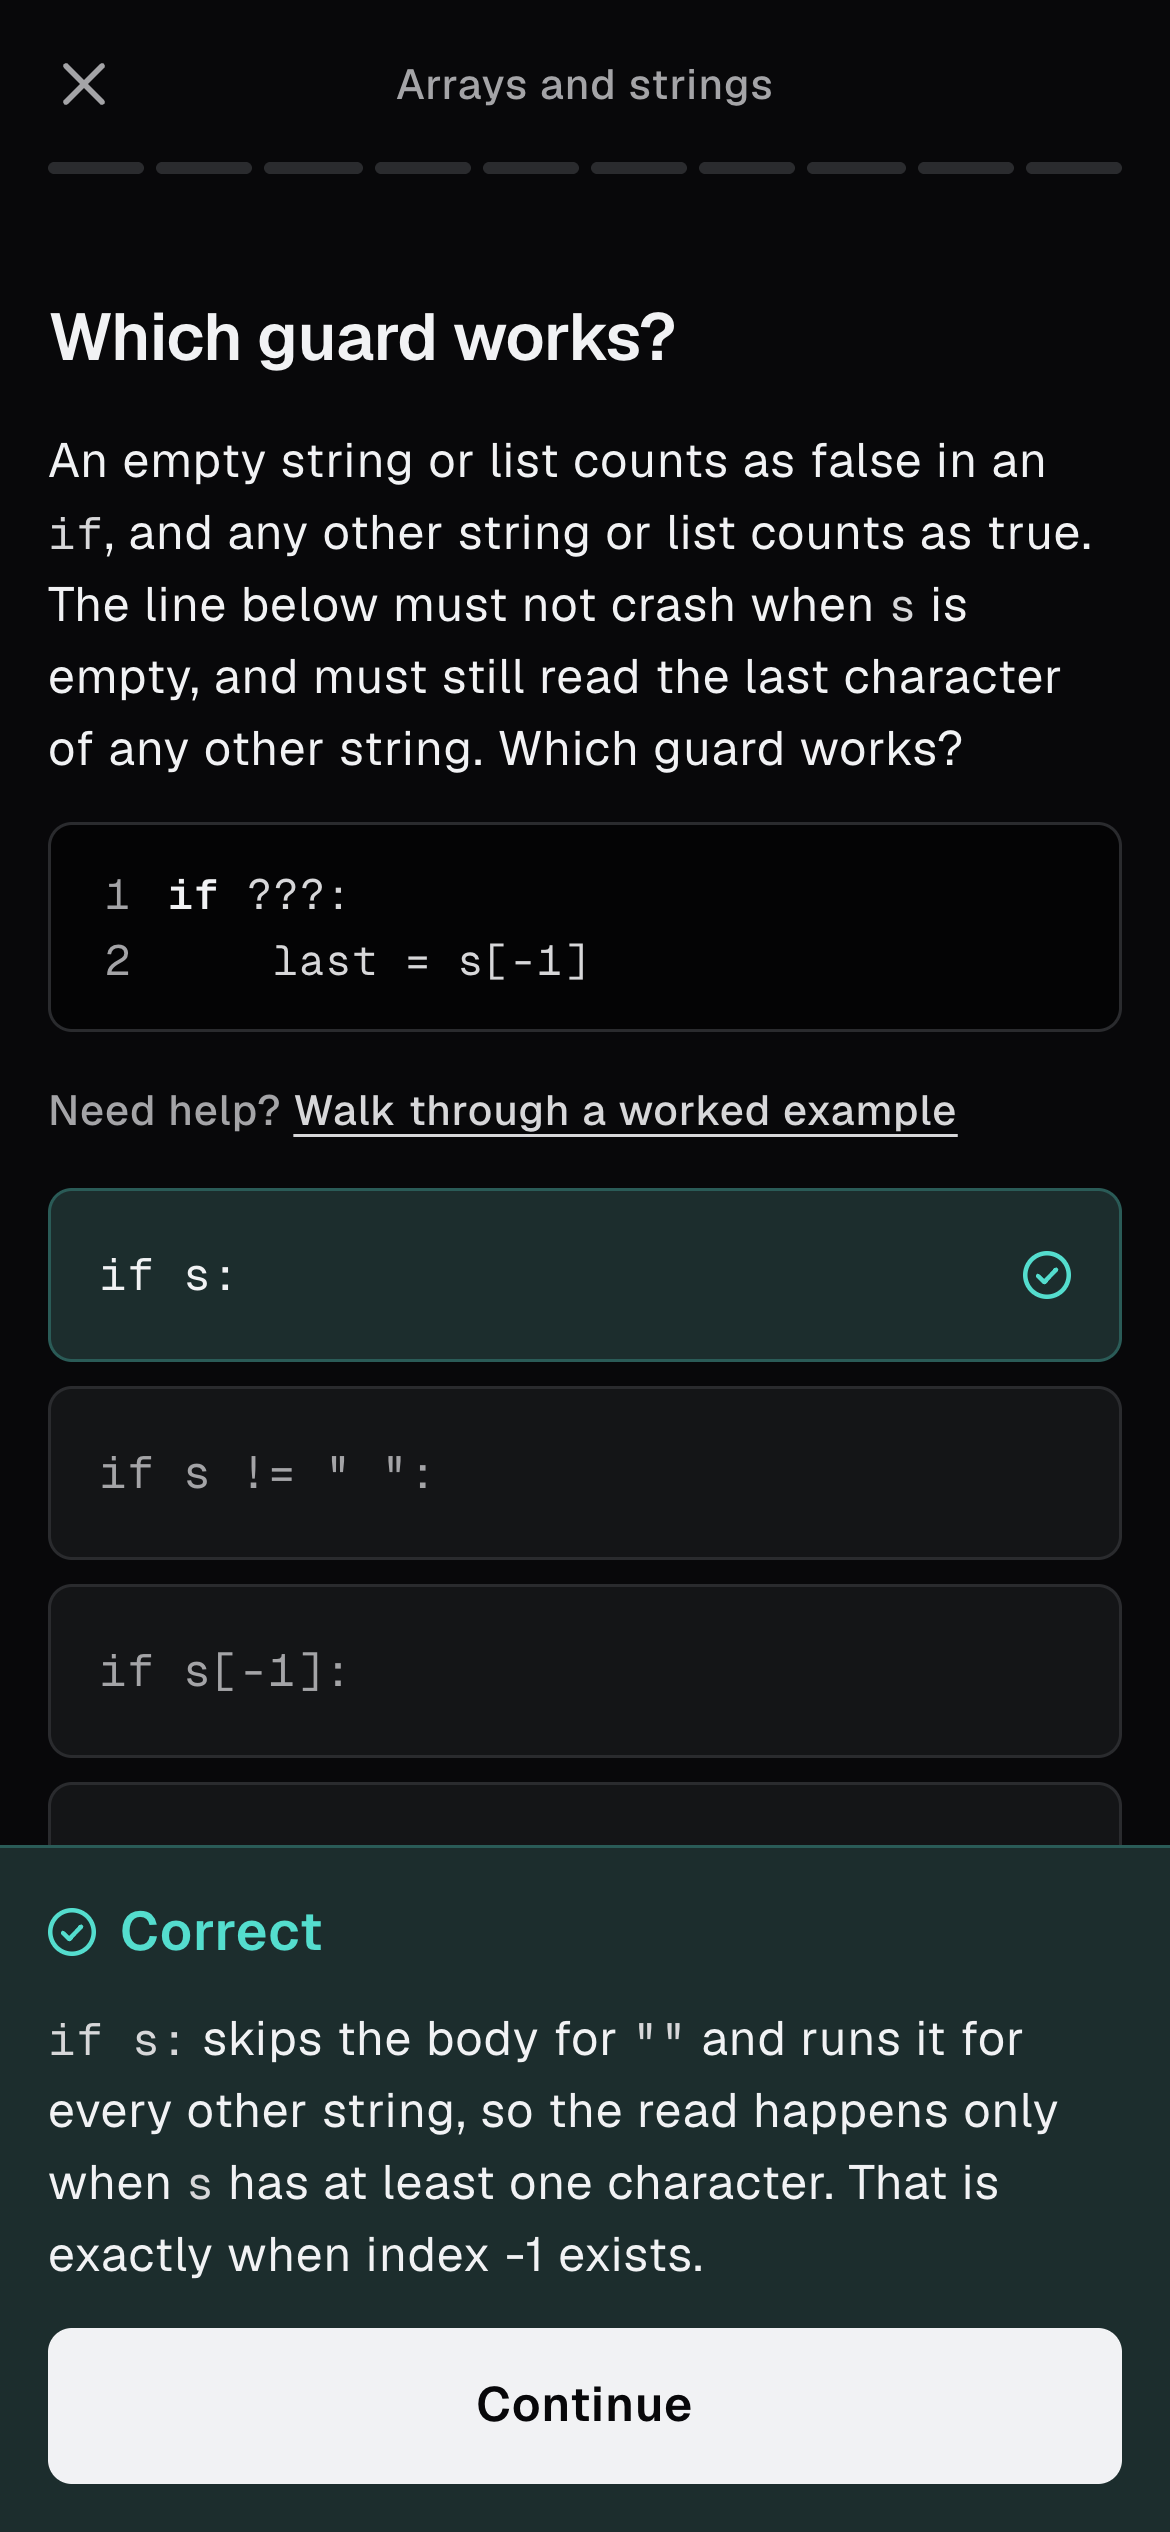 Arrays and strings
Which guard works?
An empty string or list counts as false in an
if, and any other string or list counts as true.
The line below must not crash when s is
empty, and must still read the last character
of any other string. Which guard works?
1 if ???:
2     last = s[-1]
Need help? Walk through a worked example
if s:
if s != " ":
if s[-1]:
Correct
if s: skips the body for "" and runs it for
every other string, so the read happens only
when s has at least one character. That is
exactly when index -1 exists.
Continue